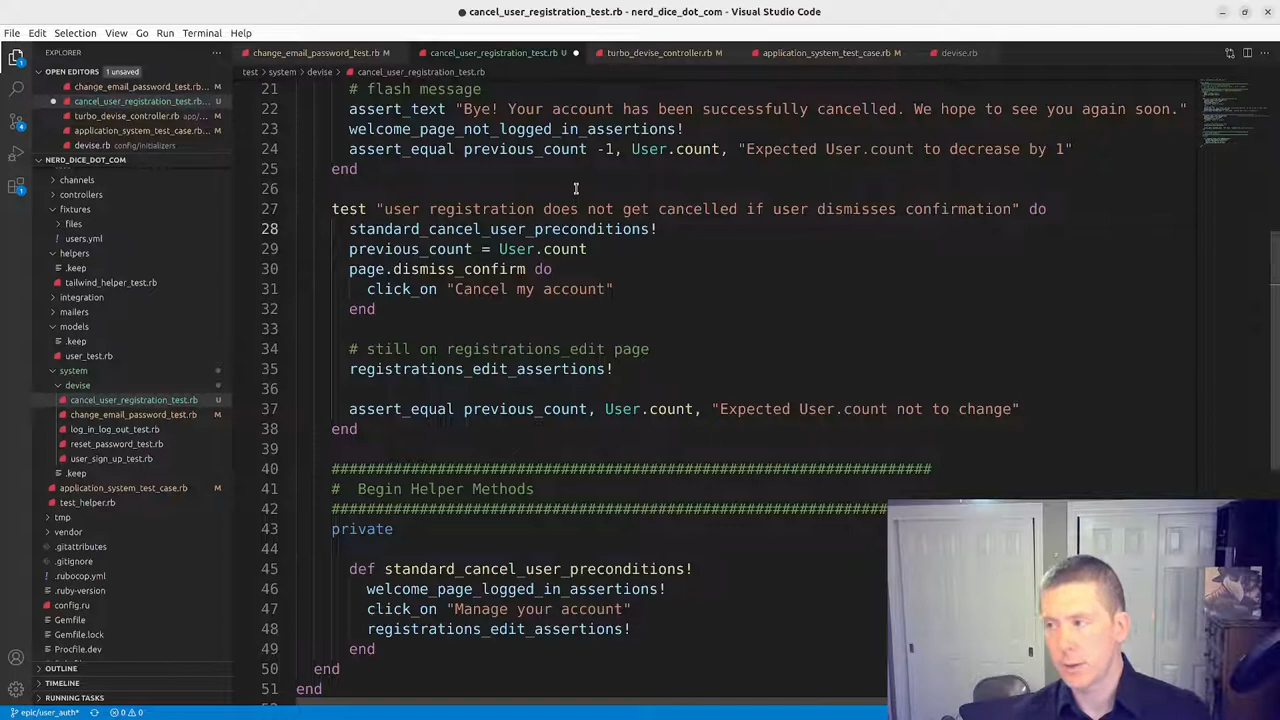 cancel_user_registration_test.rb - nerd_dice_dot_com - Visual Studio Code
File Edit Selection View Go Run Terminal Help
EXPLORER
change_email_password_test.rb M
cancel_user_registration_test.rb U
turbo_devise_controller.rb M
application_system_test_case.rb M
devise.rb
OPEN EDITORS 1 unsaved
test > system > devise > cancel_user_registration_test.rb
change_email_password_test.rb... M
cancel_user_registration_test.rb... U
turbo_devise_controller.rb app/... M
application_system_test_case.rb... M
devise.rb config/initializers
NERD_DICE_DOT_COM
channels
controllers
fixtures
files
users.yml
helpers
.keep
tailwind_helper_test.rb
integration
mailers
models
.keep
user_test.rb
system
devise
cancel_user_registration_test.rb U
change_email_password_test.rb M
log_in_log_out_test.rb
reset_password_test.rb
user_sign_up_test.rb
.keep
application_system_test_case.rb M
test_helper.rb
tmp
vendor
.gitattributes
.gitignore
.rubocop.yml
.ruby-version
config.ru
Gemfile
Gemfile.lock
Procfile.dev
OUTLINE
TIMELINE
RUNNING TASKS
21 # flash message
22 assert_text "Bye! Your account has been successfully cancelled. We hope to see you again soon."
23 welcome_page_not_logged_in_assertions!
24 assert_equal previous_count -1, User.count, "Expected User.count to decrease by 1"
25 end
26
27 test "user registration does not get cancelled if user dismisses confirmation" do
28 standard_cancel_user_preconditions!
29 previous_count = User.count
30 page.dismiss_confirm do
31 click_on "Cancel my account"
32 end
33
34 # still on registrations_edit page
35 registrations_edit_assertions!
36
37 assert_equal previous_count, User.count, "Expected User.count not to change"
38 end
39
40 ##################################################################
41 # Begin Helper Methods
42 ###############################################################
43 private
44
45 def standard_cancel_user_preconditions!
46 welcome_page_logged_in_assertions!
47 click_on "Manage your account"
48 registrations_edit_assertions!
49 end
50 end
51 end
epic/user_auth* 0 0